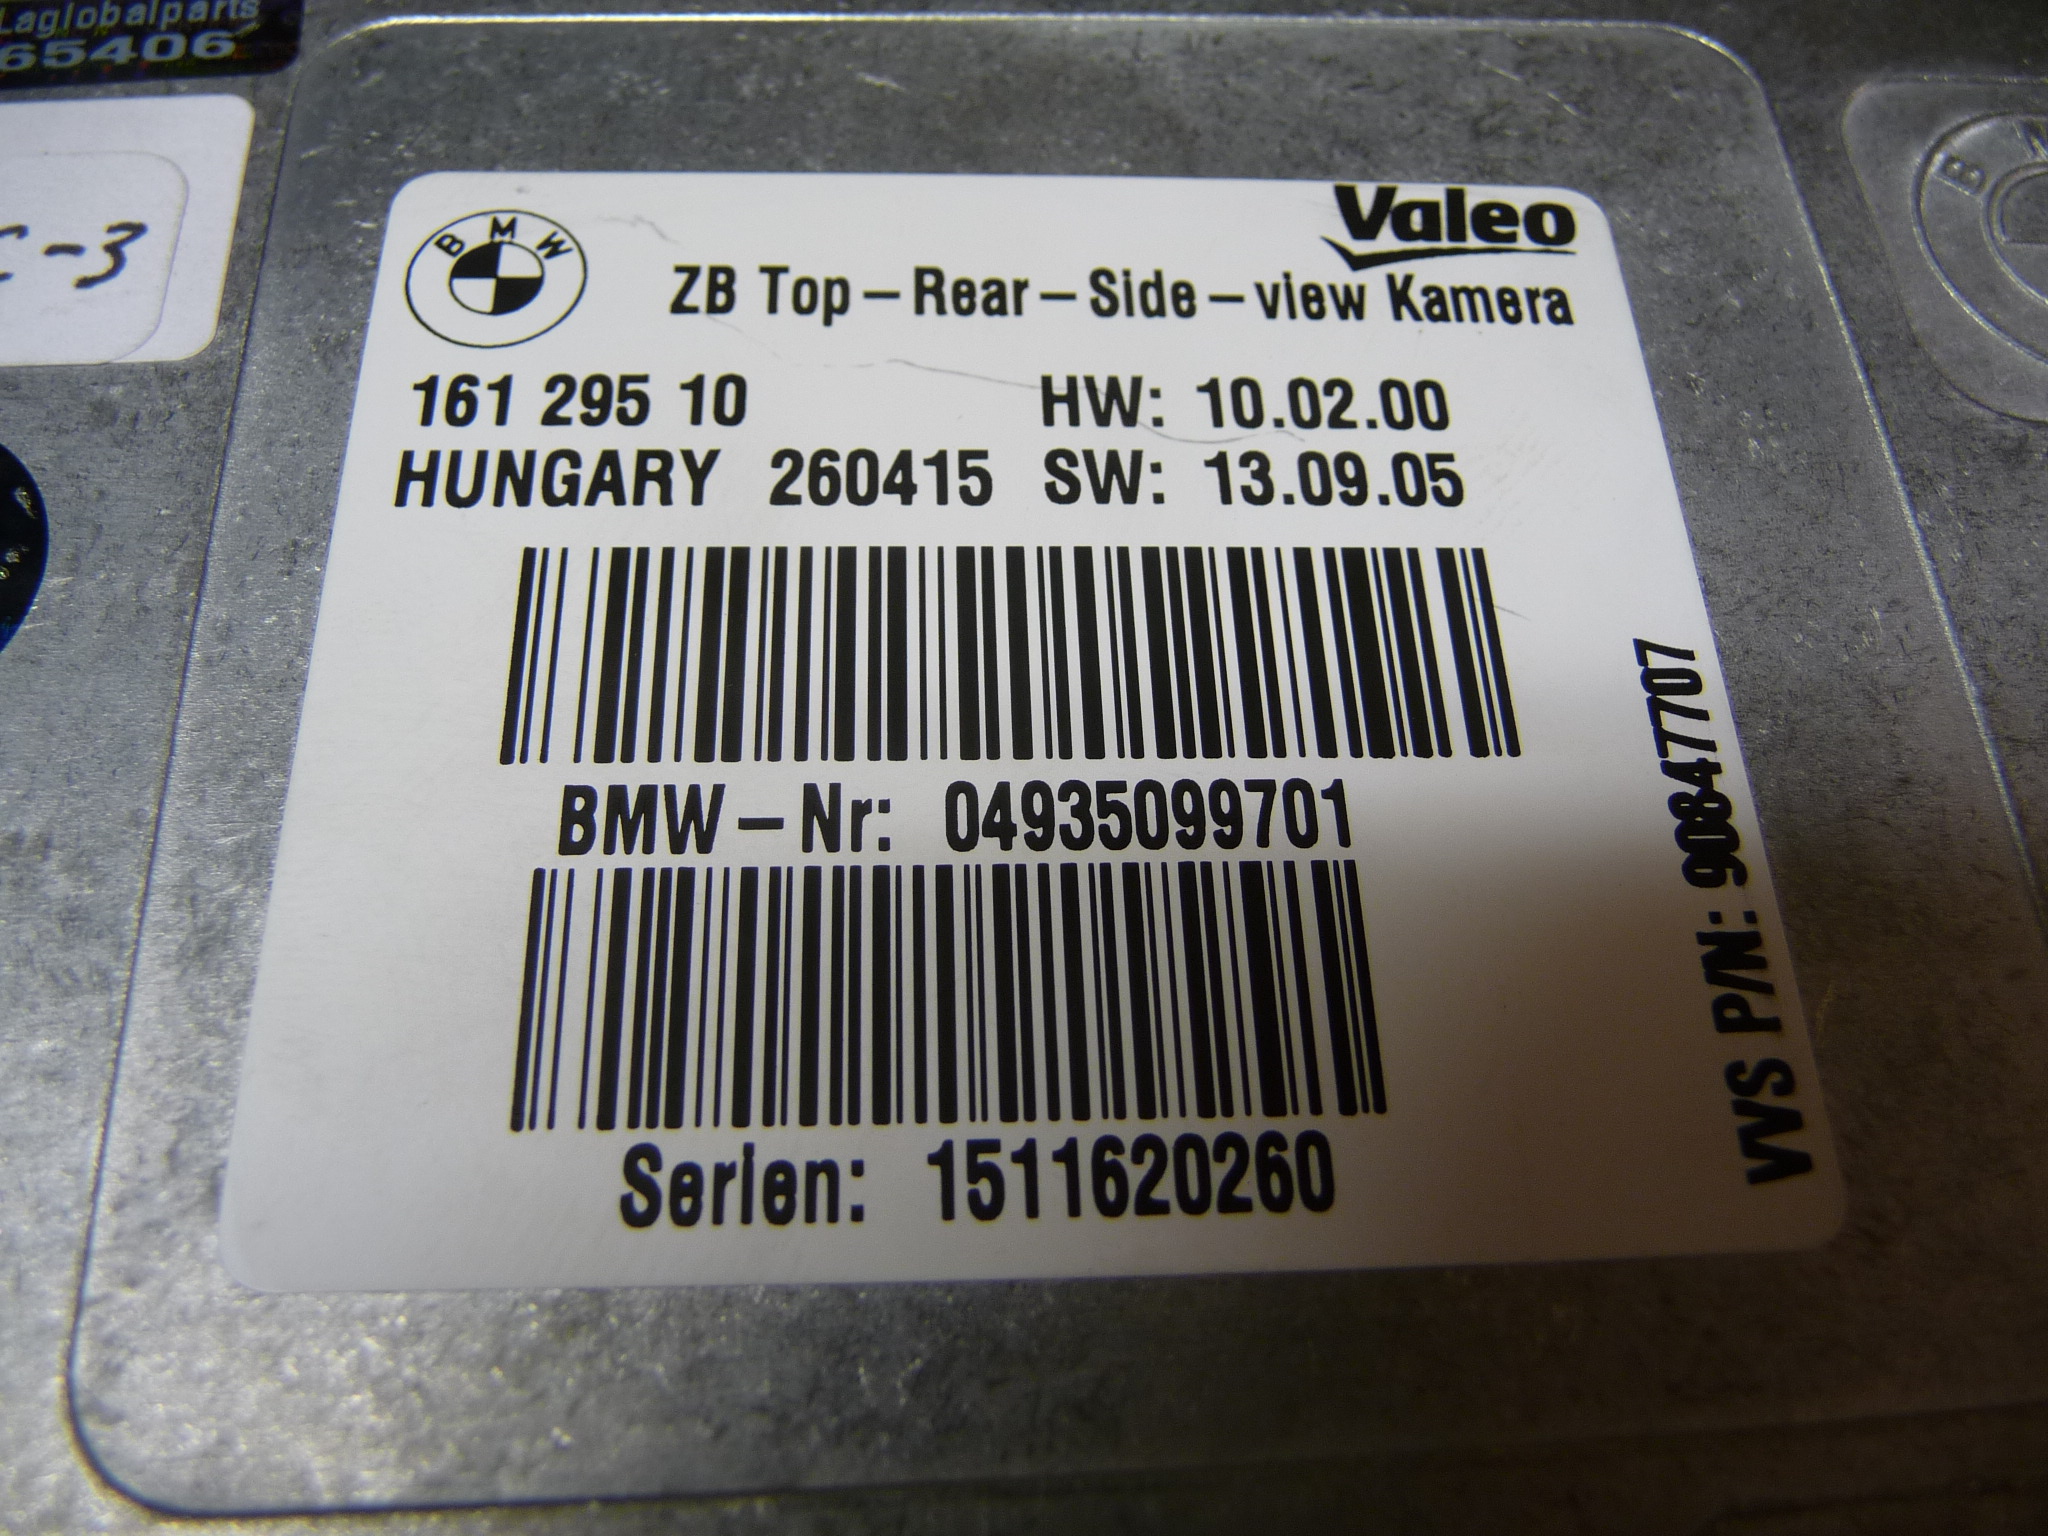 Laglobalparts
65406
C-3
BMW
Valeo
ZB Top-Rear-Side-view Kamera
161 295 10
HW: 10.02.00
HUNGARY 260415 SW: 13.09.05
BMW-Nr: 04935099701
Serien: 1511620260
VVS P/N: 90847707